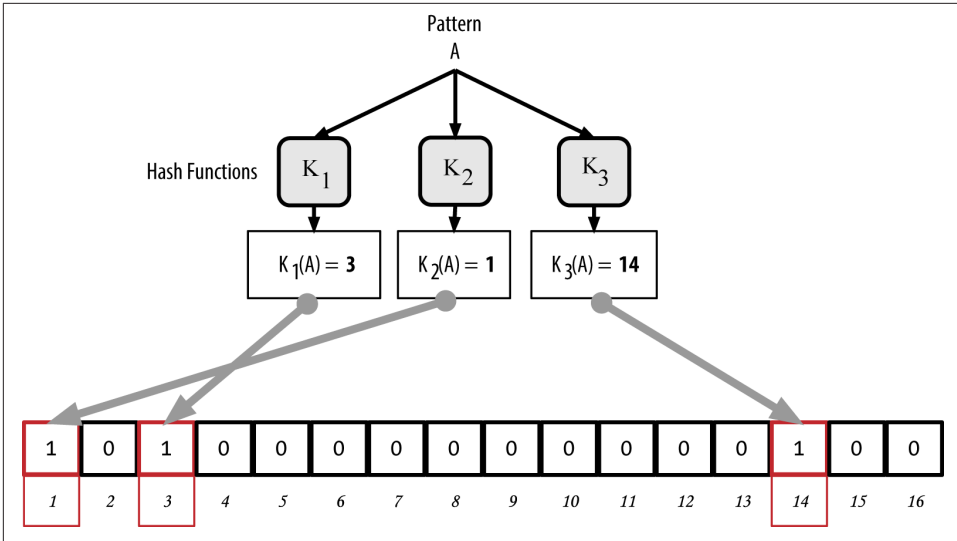 Pattern
A
Hash Functions
K1
K2
K3
K1(A) = 3
K2(A) = 1
K3(A) = 14
1 0 1 0 0 0 0 0 0 0 0 0 0 1 0 0
1 2 3 4 5 6 7 8 9 10 11 12 13 14 15 16